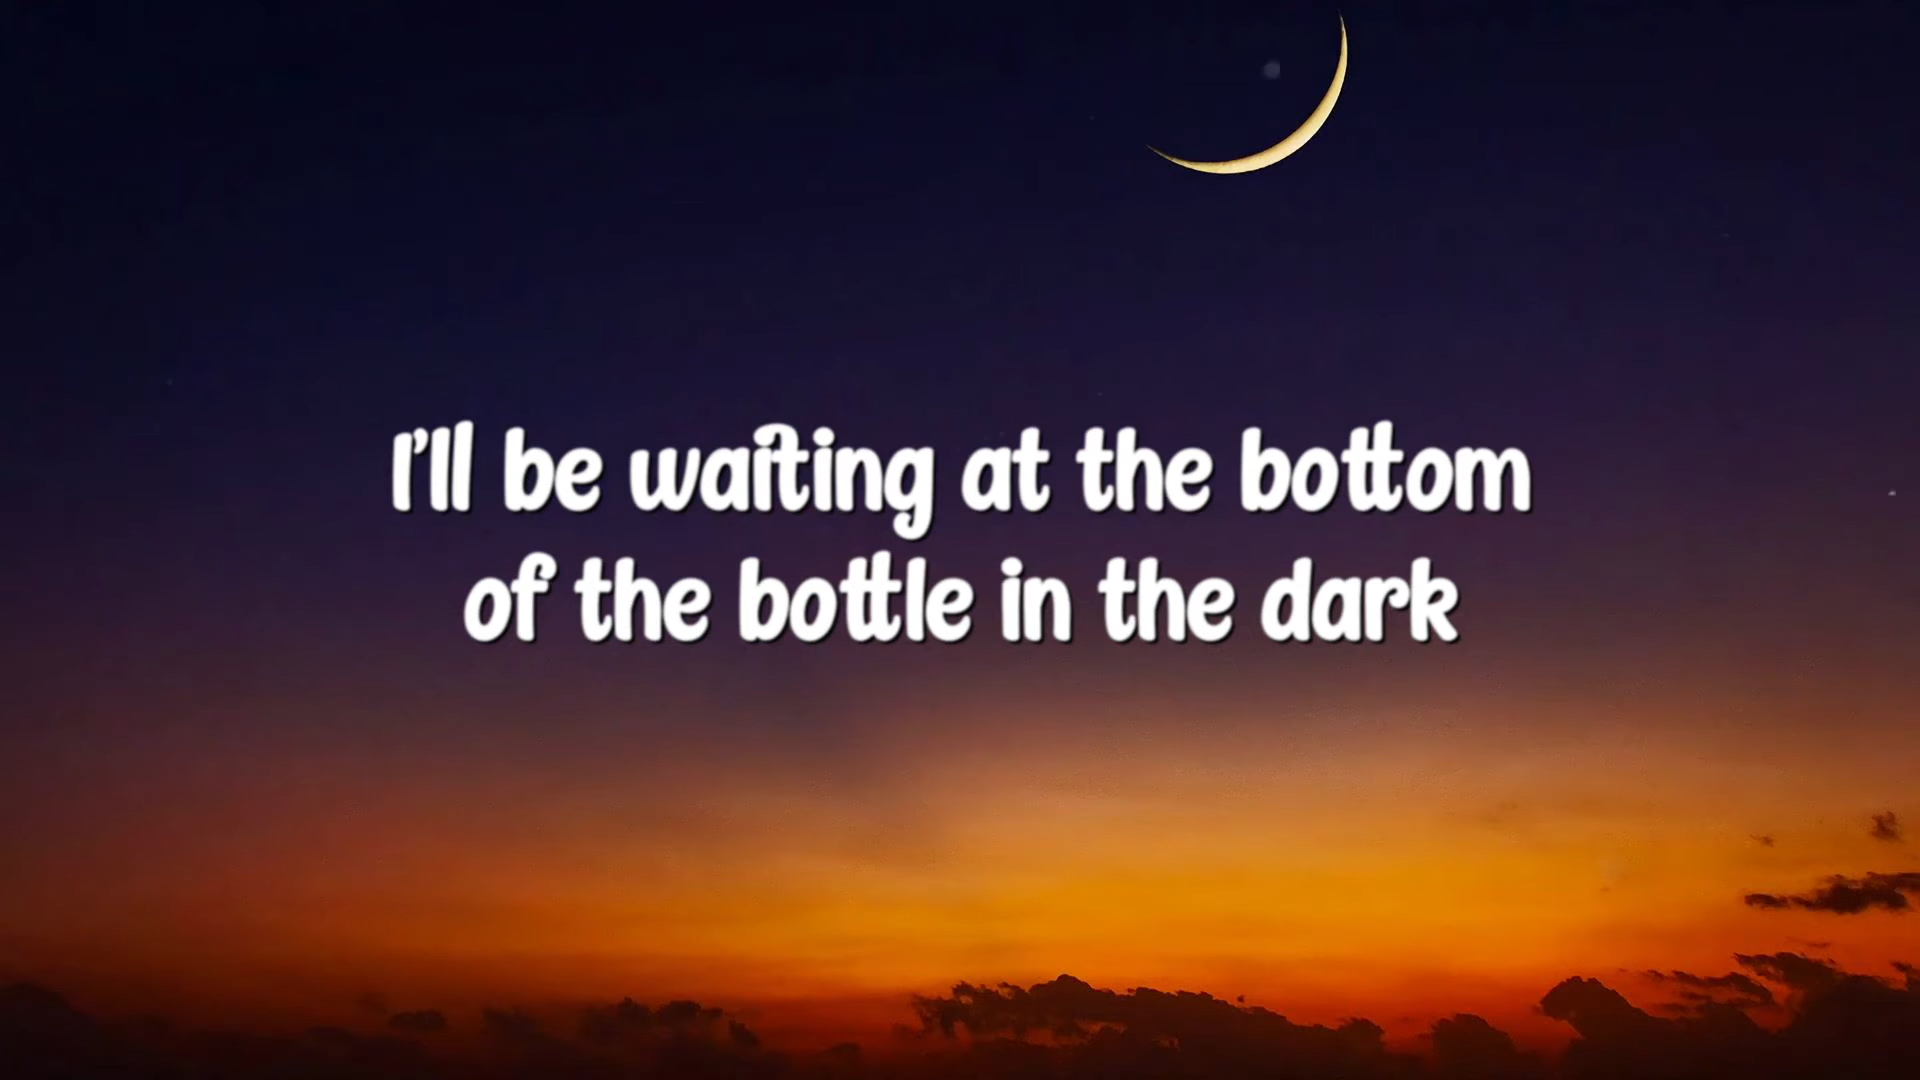 I'll be waiting at the bottom
of the bottle in the dark